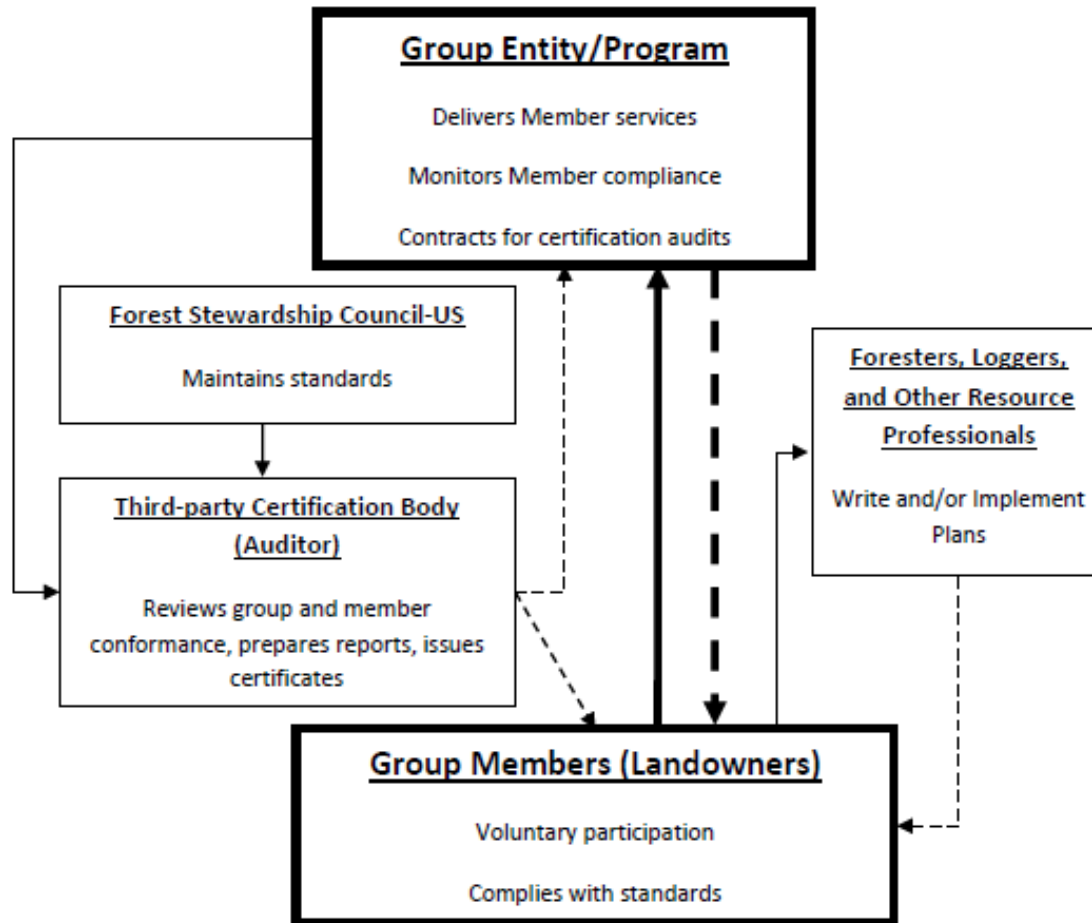 Group Entity/Program
Delivers Member services
Monitors Member compliance
Contracts for certification audits
Forest Stewardship Council-US
Maintains standards
Foresters, Loggers,
and Other Resource
Professionals
Write and/or Implement
Plans
Third-party Certification Body
(Auditor)
Reviews group and member
conformance, prepares reports, issues
certificates
Group Members (Landowners)
Voluntary participation
Complies with standards